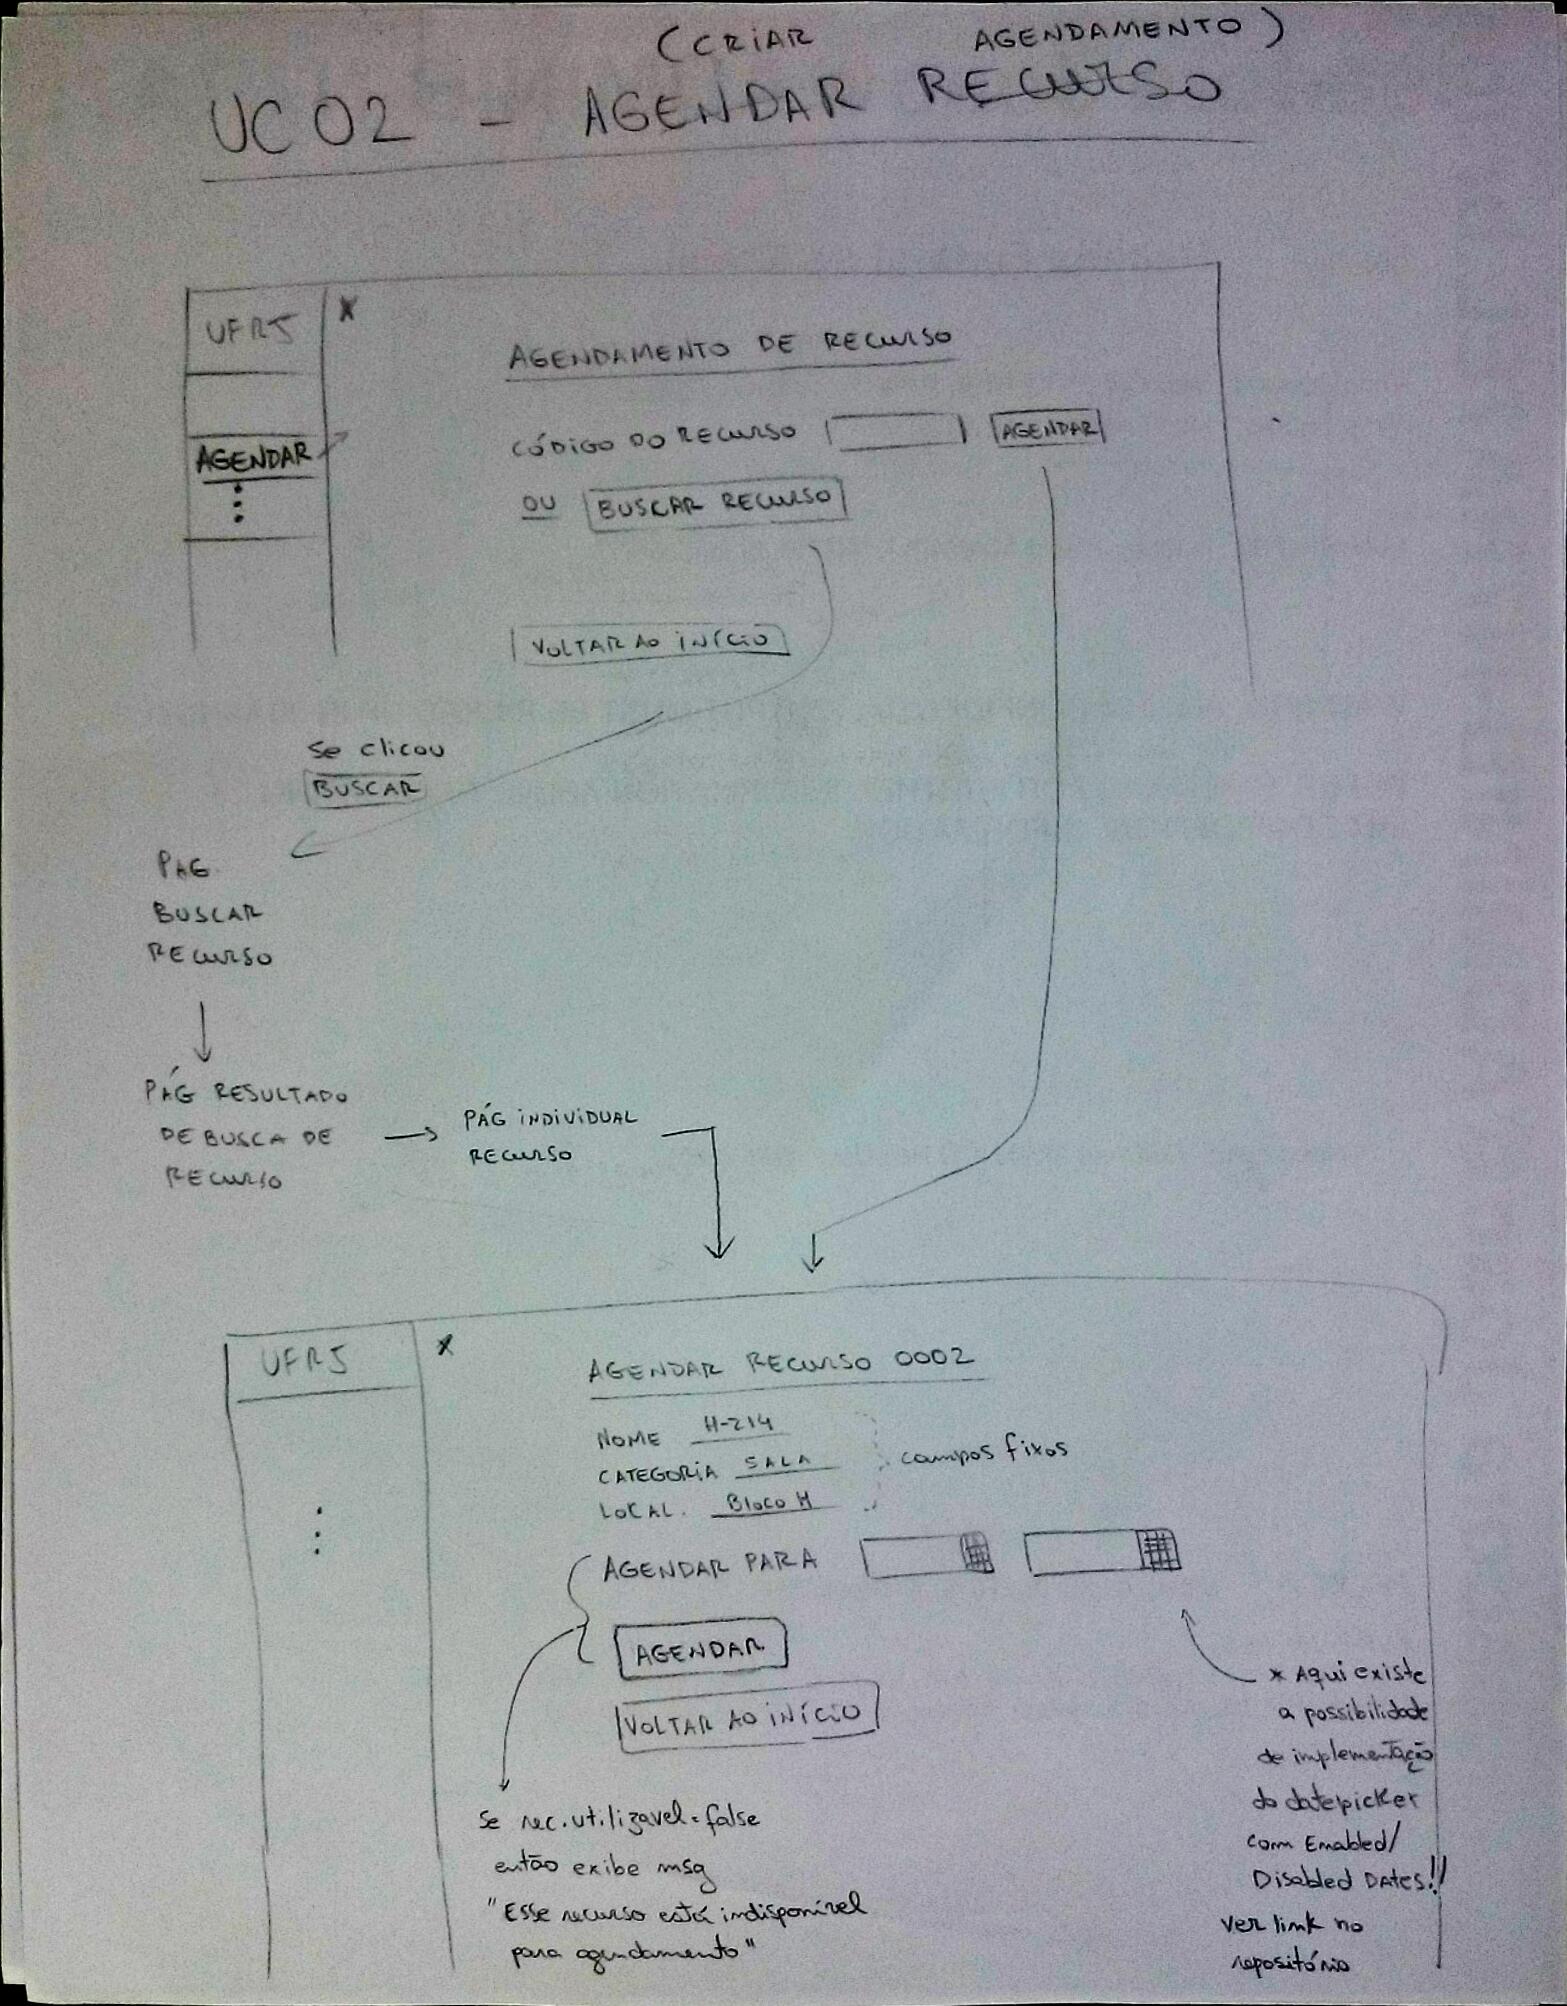 (CRIAR AGENDAMENTO)
UC02 - AGENDAR RECURSO
UFRJ
X
AGENDAMENTO DE RECURSO
CÓDIGO DO RECURSO
AGENDAR
AGENDAR
OU BUSCAR RECURSO
VOLTAR AO INÍCIO
Se clicou
BUSCAR
PÁG
BUSCAR
RECURSO
PÁG RESULTADO
DE BUSCA DE
RECURSO
PÁG INDIVIDUAL
RECURSO
UFRJ
X
AGENDAR RECURSO 0002
NOME H-214
CATEGORIA SALA
LOCAL. Bloco H
campos fixos
AGENDAR PARA
AGENDAR
VOLTAR AO INÍCIO
* Aqui existe
a possibilidade
de implementação
do datepicker
com Enabled/
Disabled DAtes!!
ver link no
repositório
Se rec.utilizavel=false
então exibe msg
"Esse recurso está indisponível
para agendamento"